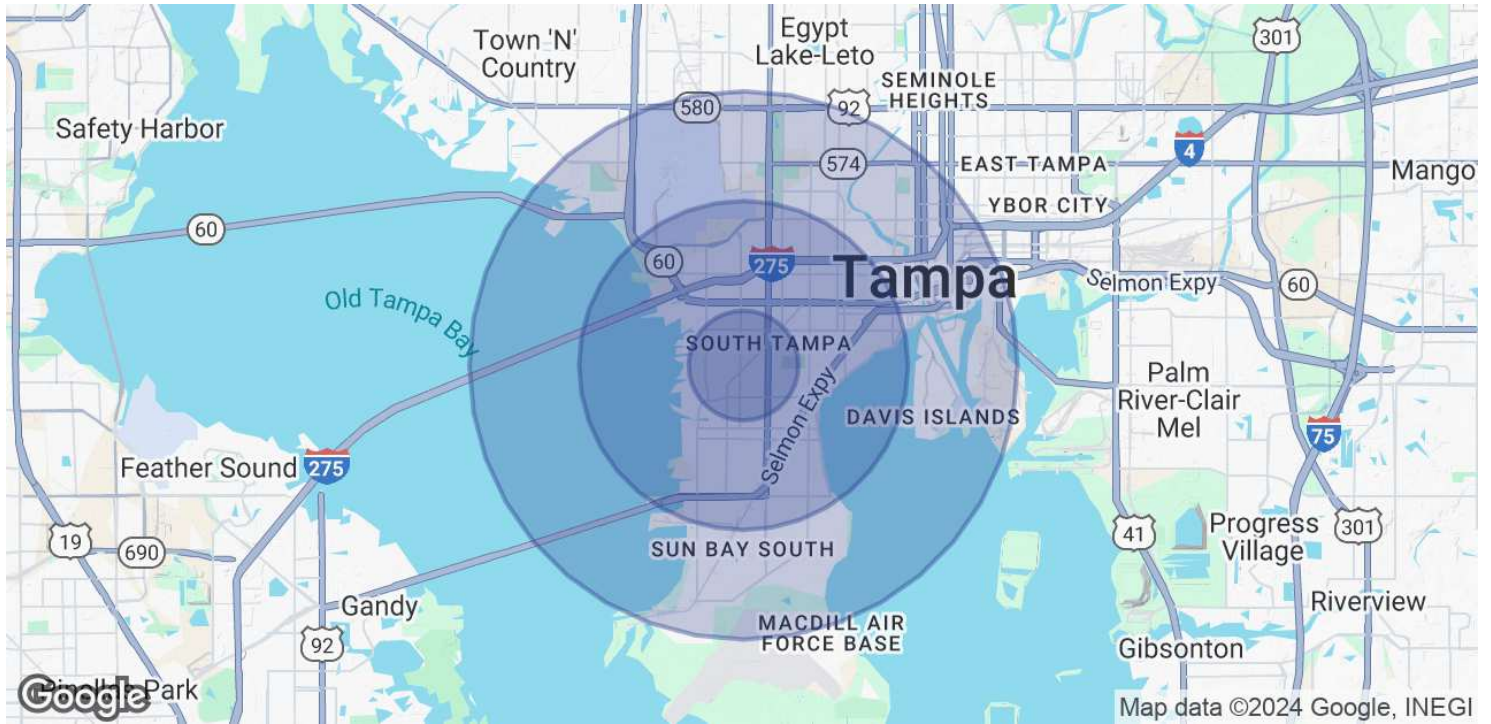 Town 'N'
Country
Egypt
Lake-Leto
301
SEMINOLE
HEIGHTS
580
92
Safety Harbor
4
574
EAST TAMPA
Mango
YBOR CITY
60
60
275
Tampa
Selmon Expy
60
Old Tampa Bay
SOUTH TAMPA
Palm
River-Clair
Mel
Selmon Expy
DAVIS ISLANDS
75
Feather Sound
275
19
690
41
Progress
Village
301
SUN BAY SOUTH
Gandy
92
MACDILL AIR
FORCE BASE
Riverview
Gibsonton
Pinellas Park
Google
Map data ©2024 Google, INEGI